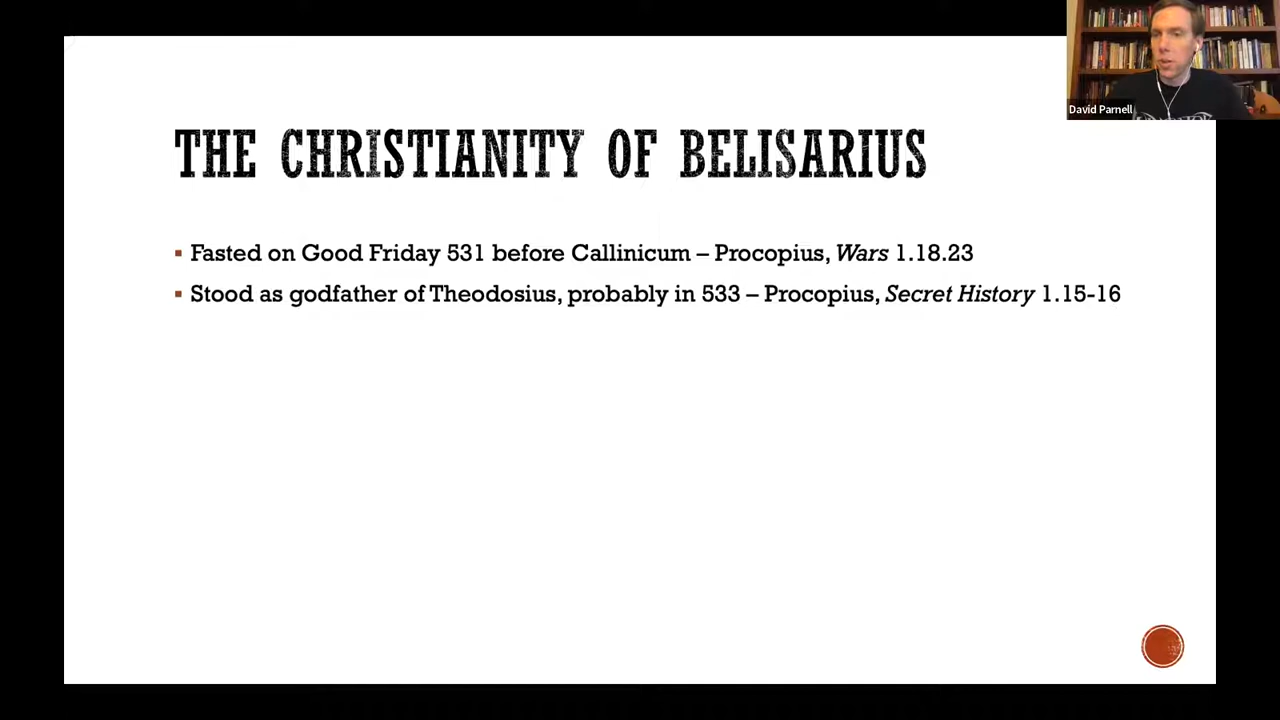 David Parnell
THE CHRISTIANITY OF BELISARIUS
▪ Fasted on Good Friday 531 before Callinicum – Procopius, Wars 1.18.23
▪ Stood as godfather of Theodosius, probably in 533 – Procopius, Secret History 1.15-16